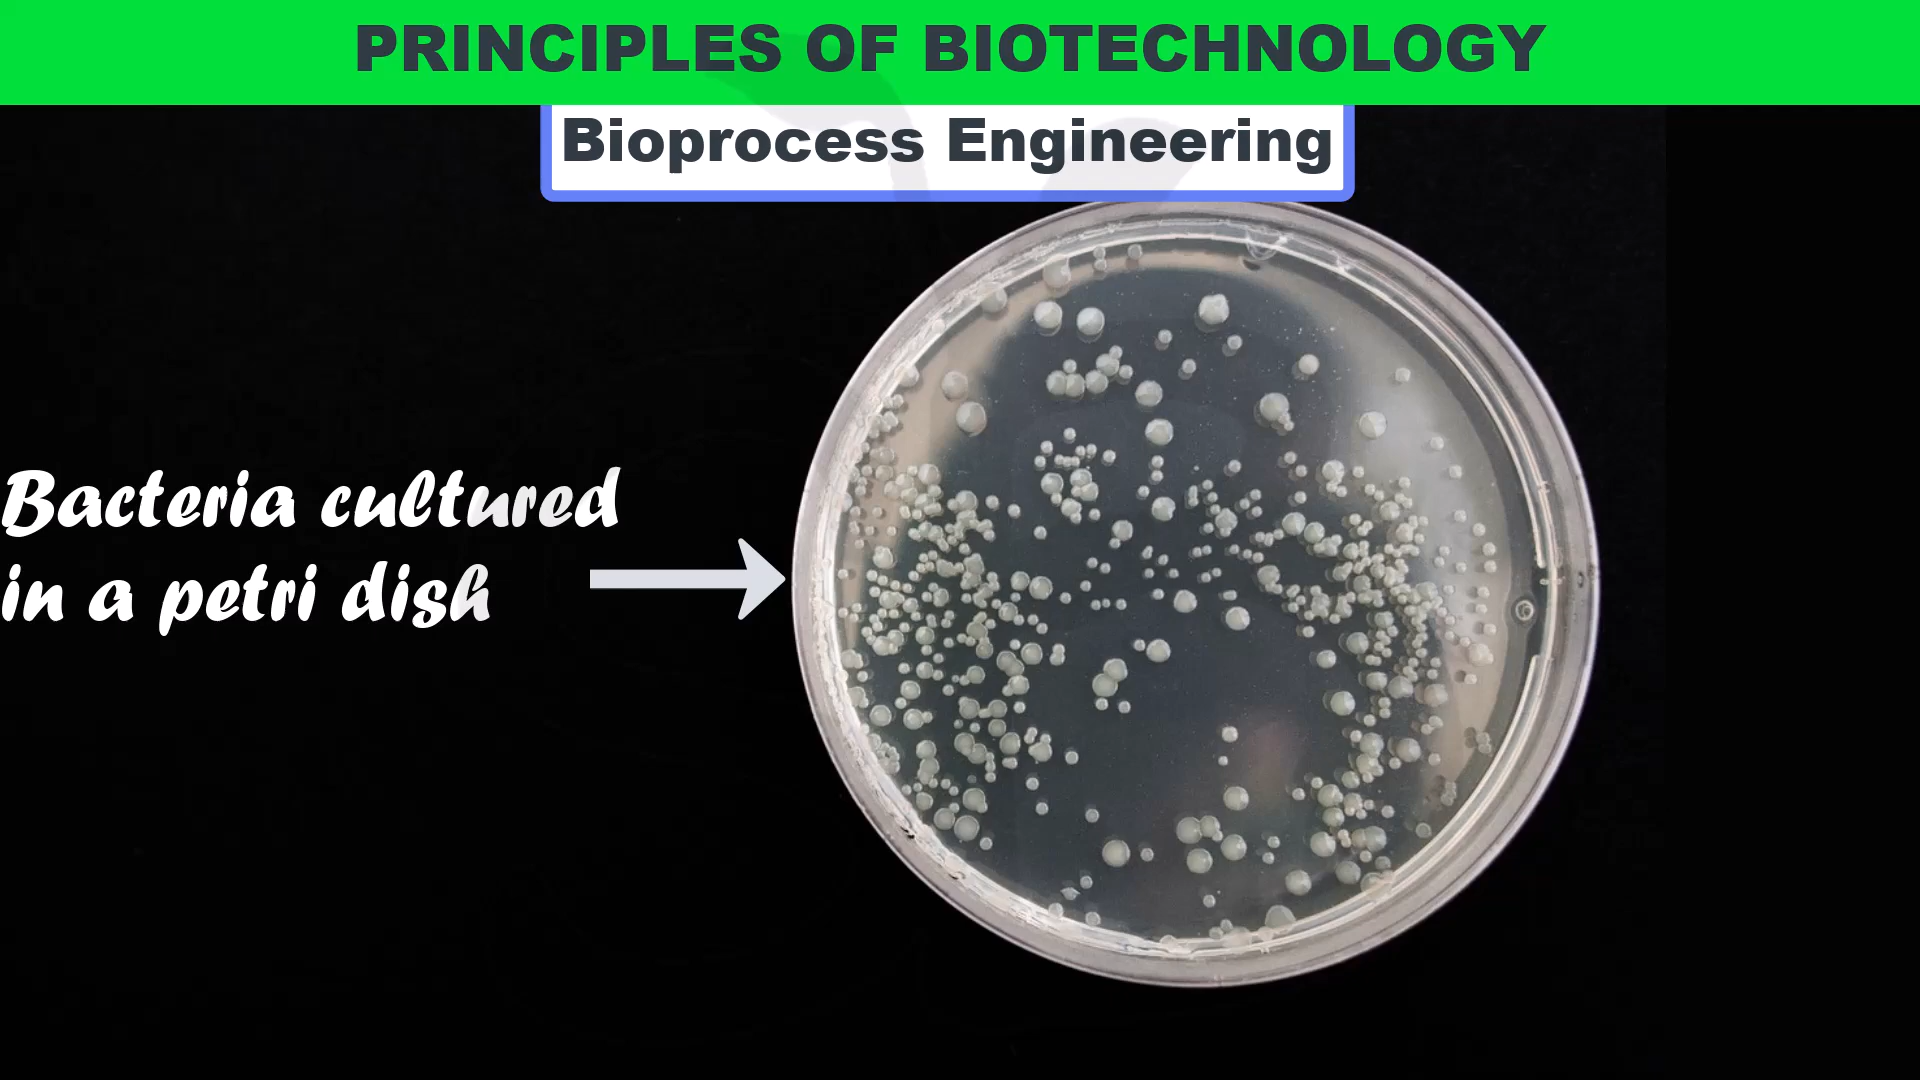 PRINCIPLES OF BIOTECHNOLOGY
Bioprocess Engineering
Bacteria cultured
in a petri dish